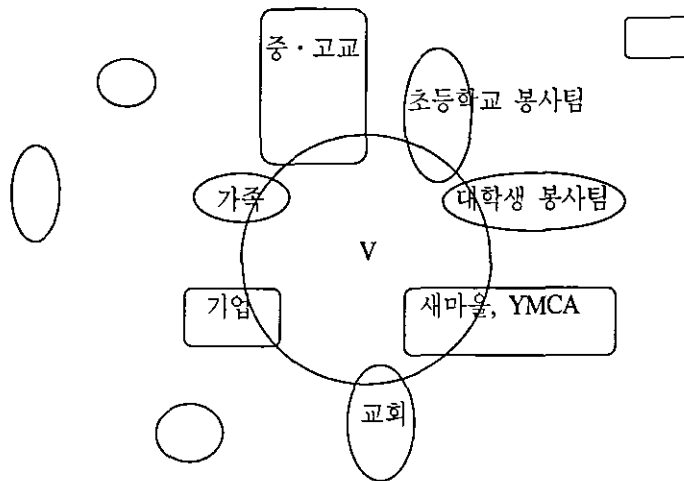 중·고교
초등학교 봉사팀
가족
대학생 봉사팀
V
기업
새마을, YMCA
교회